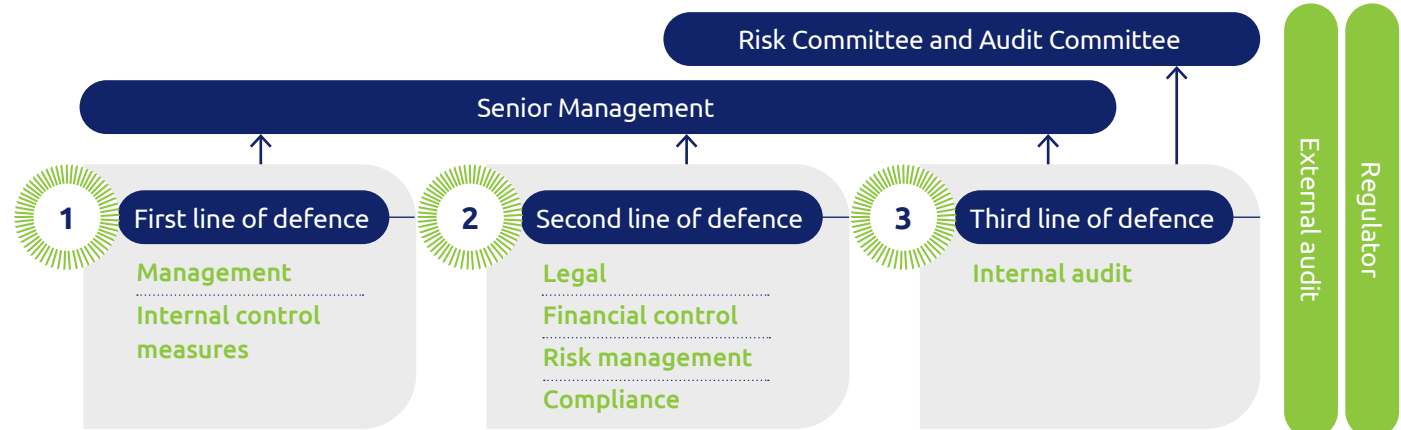 Risk Committee and Audit Committee
Senior Management
1
First line of defence
Management
Internal control
measures
2
Second line of defence
Legal
Financial control
Risk management
Compliance
3
Third line of defence
Internal audit
External audit
Regulator